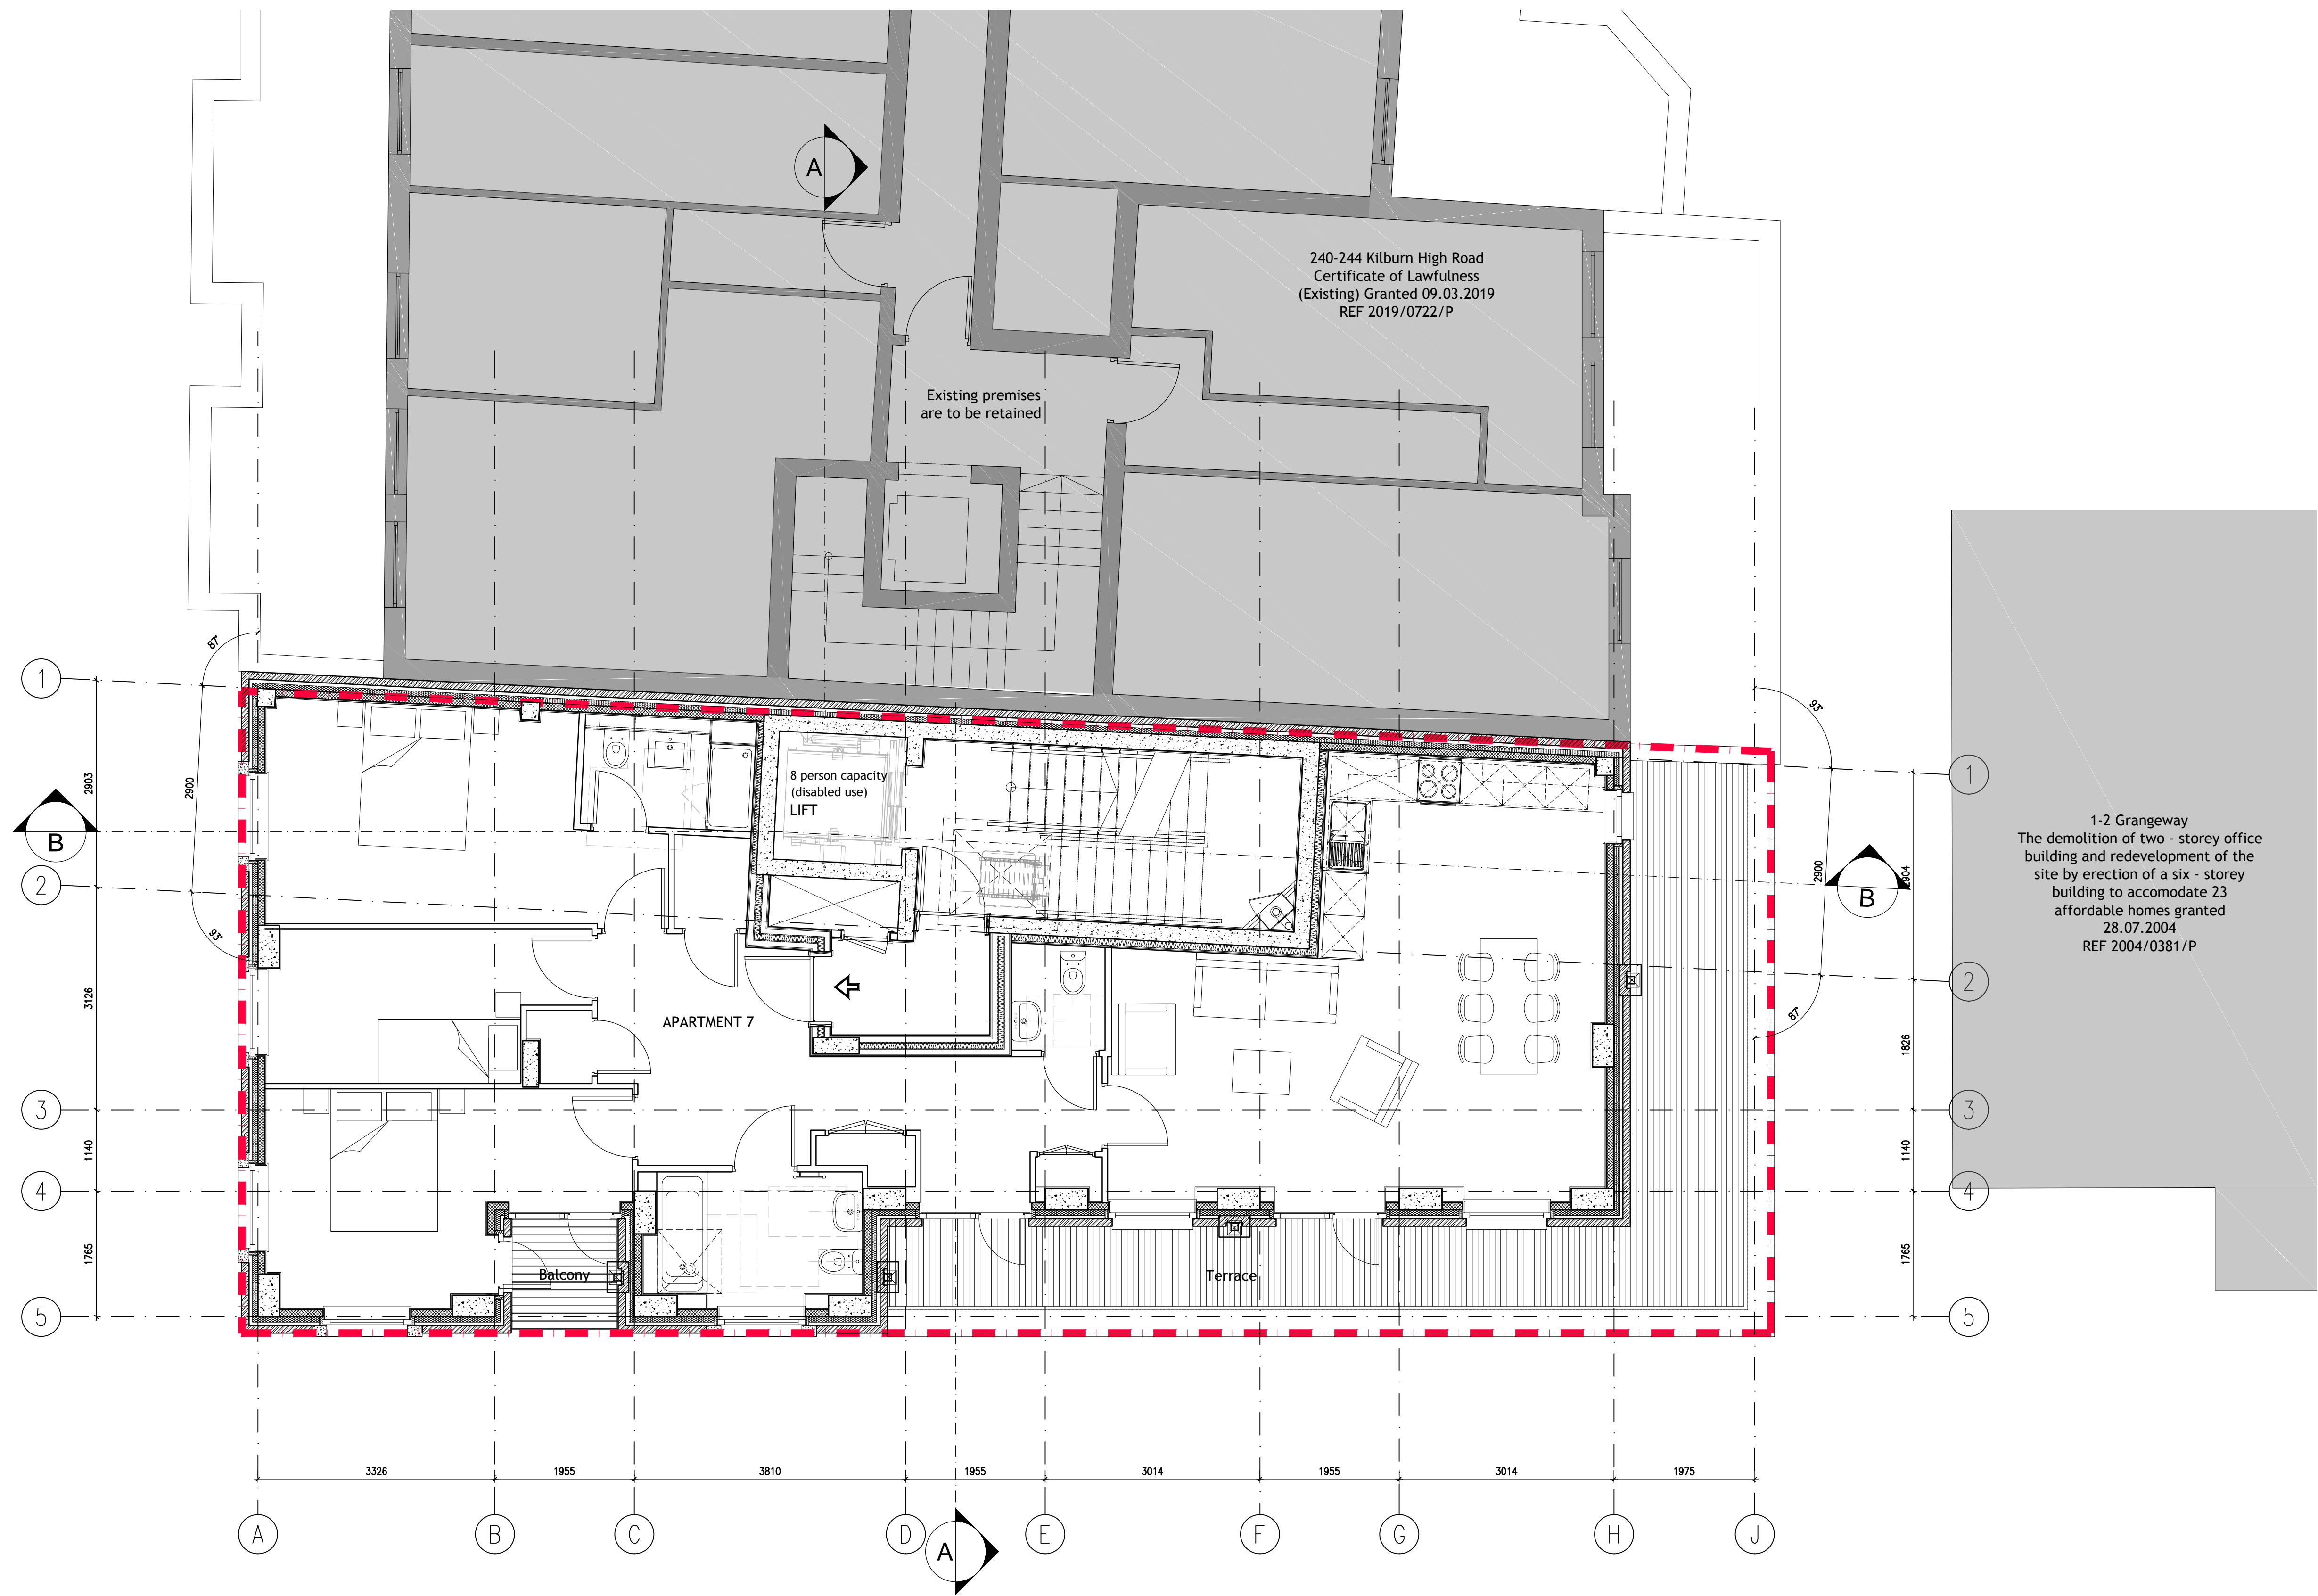 A
240-244 Kilburn High Road
Certificate of Lawfulness
(Existing) Granted 09.03.2019
REF 2019/0722/P
Existing premises
are to be retained
87°
93°
1
2903
2900
B
2
93°
3126
3
1140
4
1765
5
8 person capacity
(disabled use)
LIFT
APARTMENT 7
Balcony
Terrace
1
2900
2904
B
2
87°
1826
3
1140
4
1765
5
1-2 Grangeway
The demolition of two - storey office
building and redevelopment of the
site by erection of a six - storey
building to accomodate 23
affordable homes granted
28.07.2004
REF 2004/0381/P
3326
1955
3810
1955
3014
1955
3014
1975
A
B
C
D
A
E
F
G
H
J